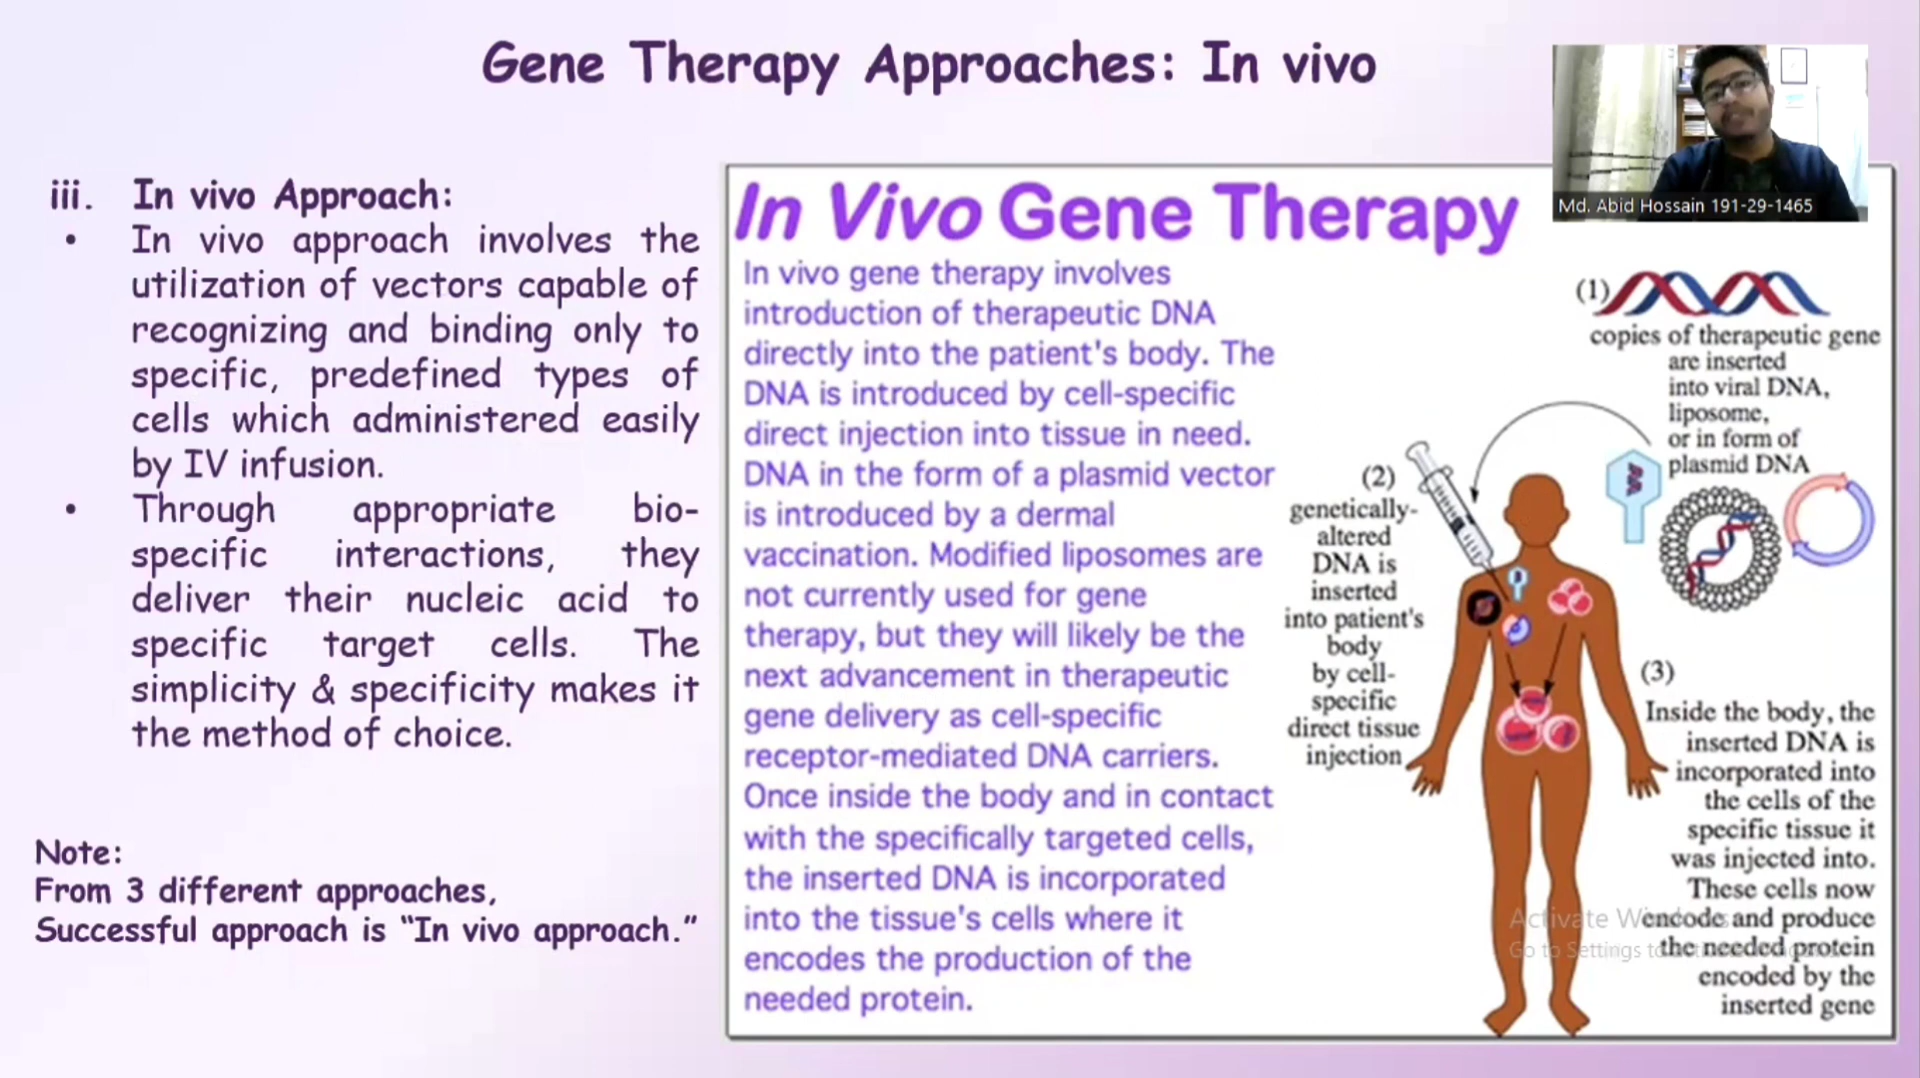 Gene Therapy Approaches: In vivo
Md. Abid Hossain 191-29-1465
iii. In vivo Approach:
• In vivo approach involves the
utilization of vectors capable of
recognizing and binding only to
specific, predefined types of
cells which administered easily
by IV infusion.
• Through appropriate bio-
specific interactions, they
deliver their nucleic acid to
specific target cells. The
simplicity & specificity makes it
the method of choice.
Note:
From 3 different approaches,
Successful approach is “In vivo approach.”
In Vivo Gene Therapy
In vivo gene therapy involves
introduction of therapeutic DNA
directly into the patient's body. The
DNA is introduced by cell-specific
direct injection into tissue in need.
DNA in the form of a plasmid vector
is introduced by a dermal
vaccination. Modified liposomes are
not currently used for gene
therapy, but they will likely be the
next advancement in therapeutic
gene delivery as cell-specific
receptor-mediated DNA carriers.
Once inside the body and in contact
with the specifically targeted cells,
the inserted DNA is incorporated
into the tissue's cells where it
encodes the production of the
needed protein.
(1)
copies of therapeutic gene
are inserted
into viral DNA,
liposome,
or in form of
plasmid DNA
(2)
genetically-
altered
DNA is
inserted
into patient's
body
by cell-
specific
direct tissue
injection
(3)
Inside the body, the
inserted DNA is
incorporated into
the cells of the
specific tissue it
was injected into.
These cells now
encode and produce
the needed protein
encoded by the
inserted gene
Activate Windows
Go to Settings to